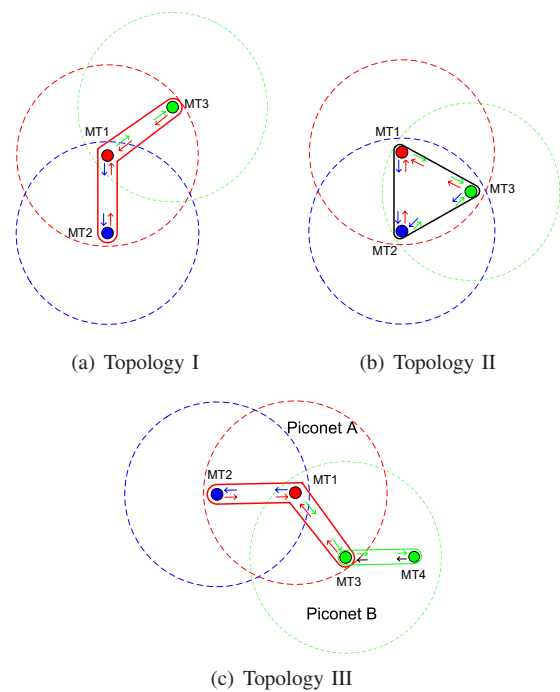 MT3
MT1
MT2
MT1
MT3
MT2
(a) Topology I
(b) Topology II
Piconet A
MT2
MT1
MT3
MT4
Piconet B
(c) Topology III